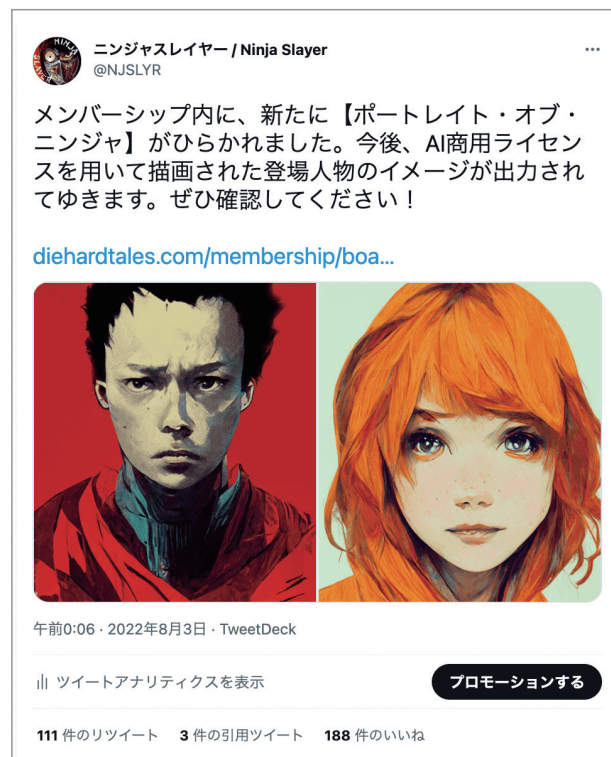 ニンジャスレイヤー / Ninja Slayer
@NJSLYR
メンバーシップ内に、新たに【ポートレイト・オブ・
ニンジャ】がひらかれました。今後、AI商用ライセン
スを用いて描画された登場人物のイメージが出力され
てゆきます。ぜひ確認してください！
diehardtales.com/membership/boa...
午前0:06 · 2022年8月3日 · TweetDeck
ツイートアナリティクスを表示
プロモーションする
111 件のリツイート 3 件の引用ツイート 188 件のいいね